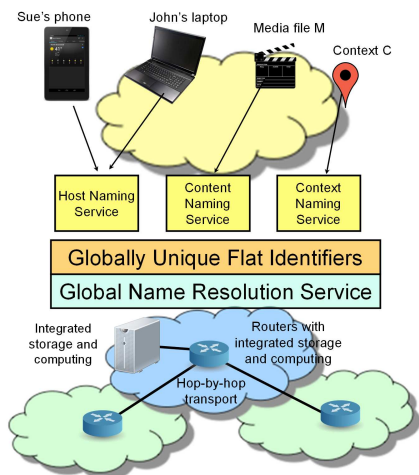 Sue's phone
John's laptop
Media file M
Context C
Host Naming
Service
Content
Naming
Service
Context
Naming
Service
Globally Unique Flat Identifiers
Global Name Resolution Service
Integrated
storage and
computing
Routers with
integrated storage
and computing
Hop-by-hop
transport